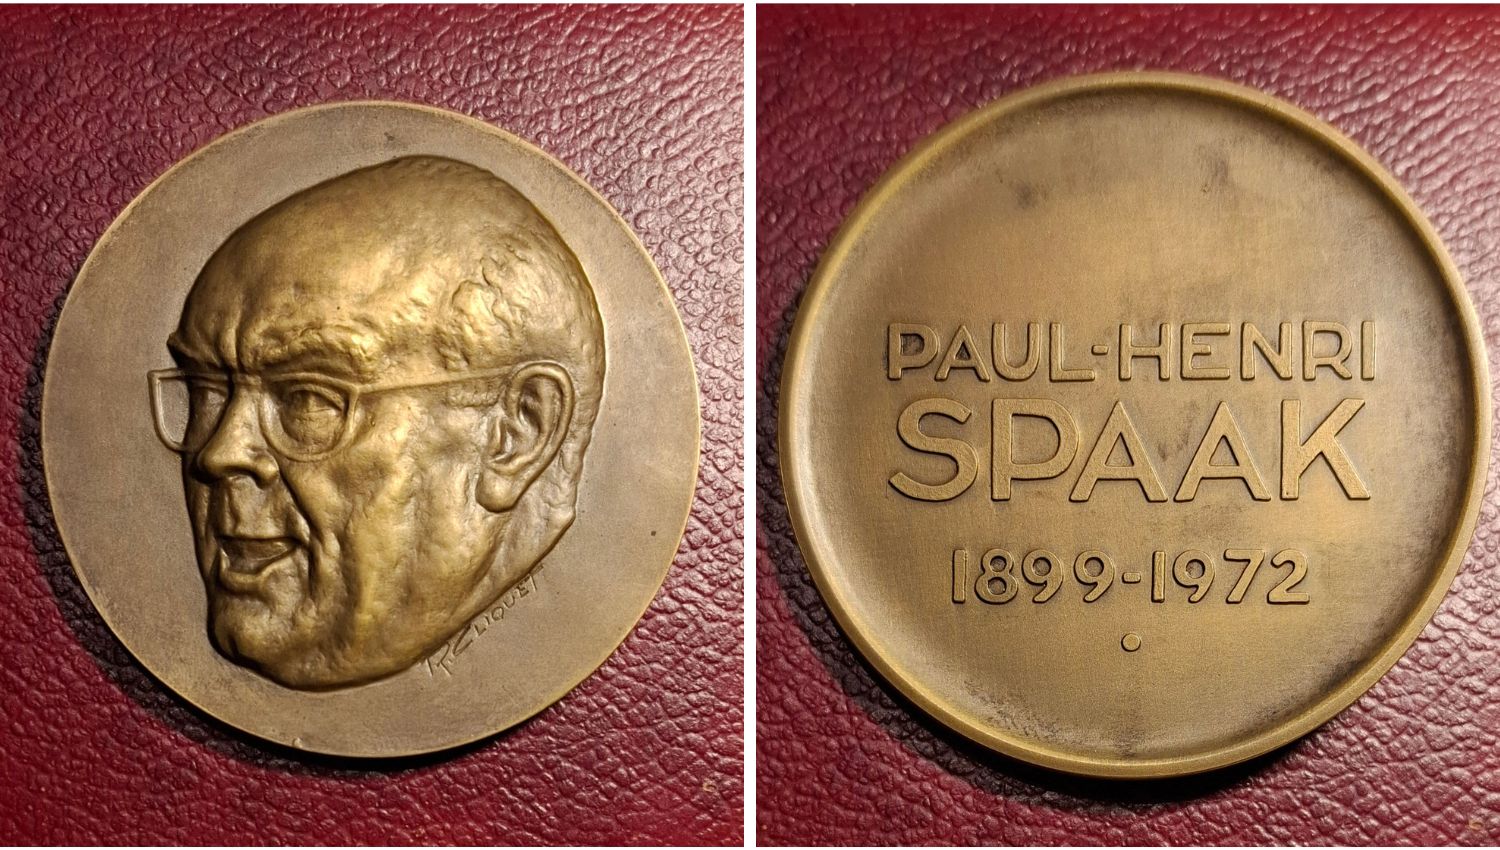 R. CLIQUET
PAUL-HENRI
SPAAK
1899-1972